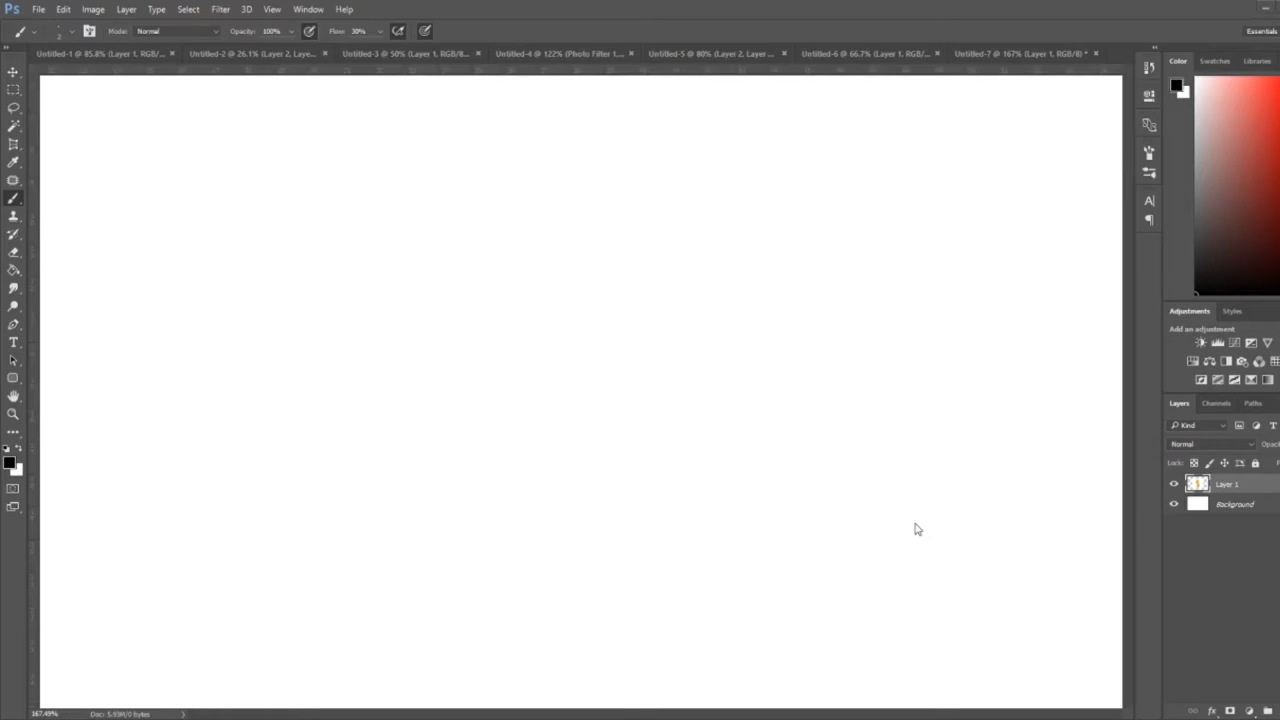 Ps File Edit Image Layer Type Select Filter 3D View Window Help
2 Mode: Normal Opacity: 100% Flow: 30% Essentials
Untitled-1 @ 85.8% (Layer 1, RGB/... × Untitled-2 @ 26.1% (Layer 2, Laye... × Untitled-3 @ 50% (Layer 1, RGB/8... × Untitled-4 @ 122% (Photo Filter 1,... × Untitled-5 @ 80% (Layer 2, Layer ... × Untitled-6 @ 66.7% (Layer 1, RGB/... × Untitled-7 @ 167% (Layer 1, RGB/8) * ×
Color Swatches Libraries
Adjustments Styles
Add an adjustment
Layers Channels Paths
Kind
Normal Opac
Lock: F
Layer 1
Background
167.49% Doc: 5.93M/0 bytes